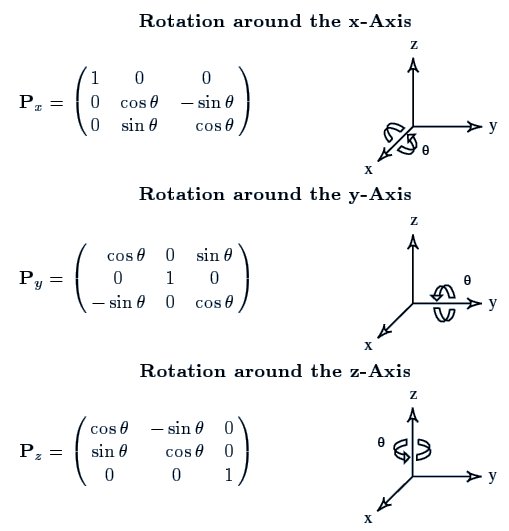 Rotation around the x-Axis
z
1 0 0
P_x = 0 cos θ − sin θ
0 sin θ cos θ
y
θ
x
Rotation around the y-Axis
z
cos θ 0 sin θ
P_y = 0 1 0
− sin θ 0 cos θ
θ
y
x
Rotation around the z-Axis
z
cos θ − sin θ 0
P_z = sin θ cos θ 0
0 0 1
θ
y
x